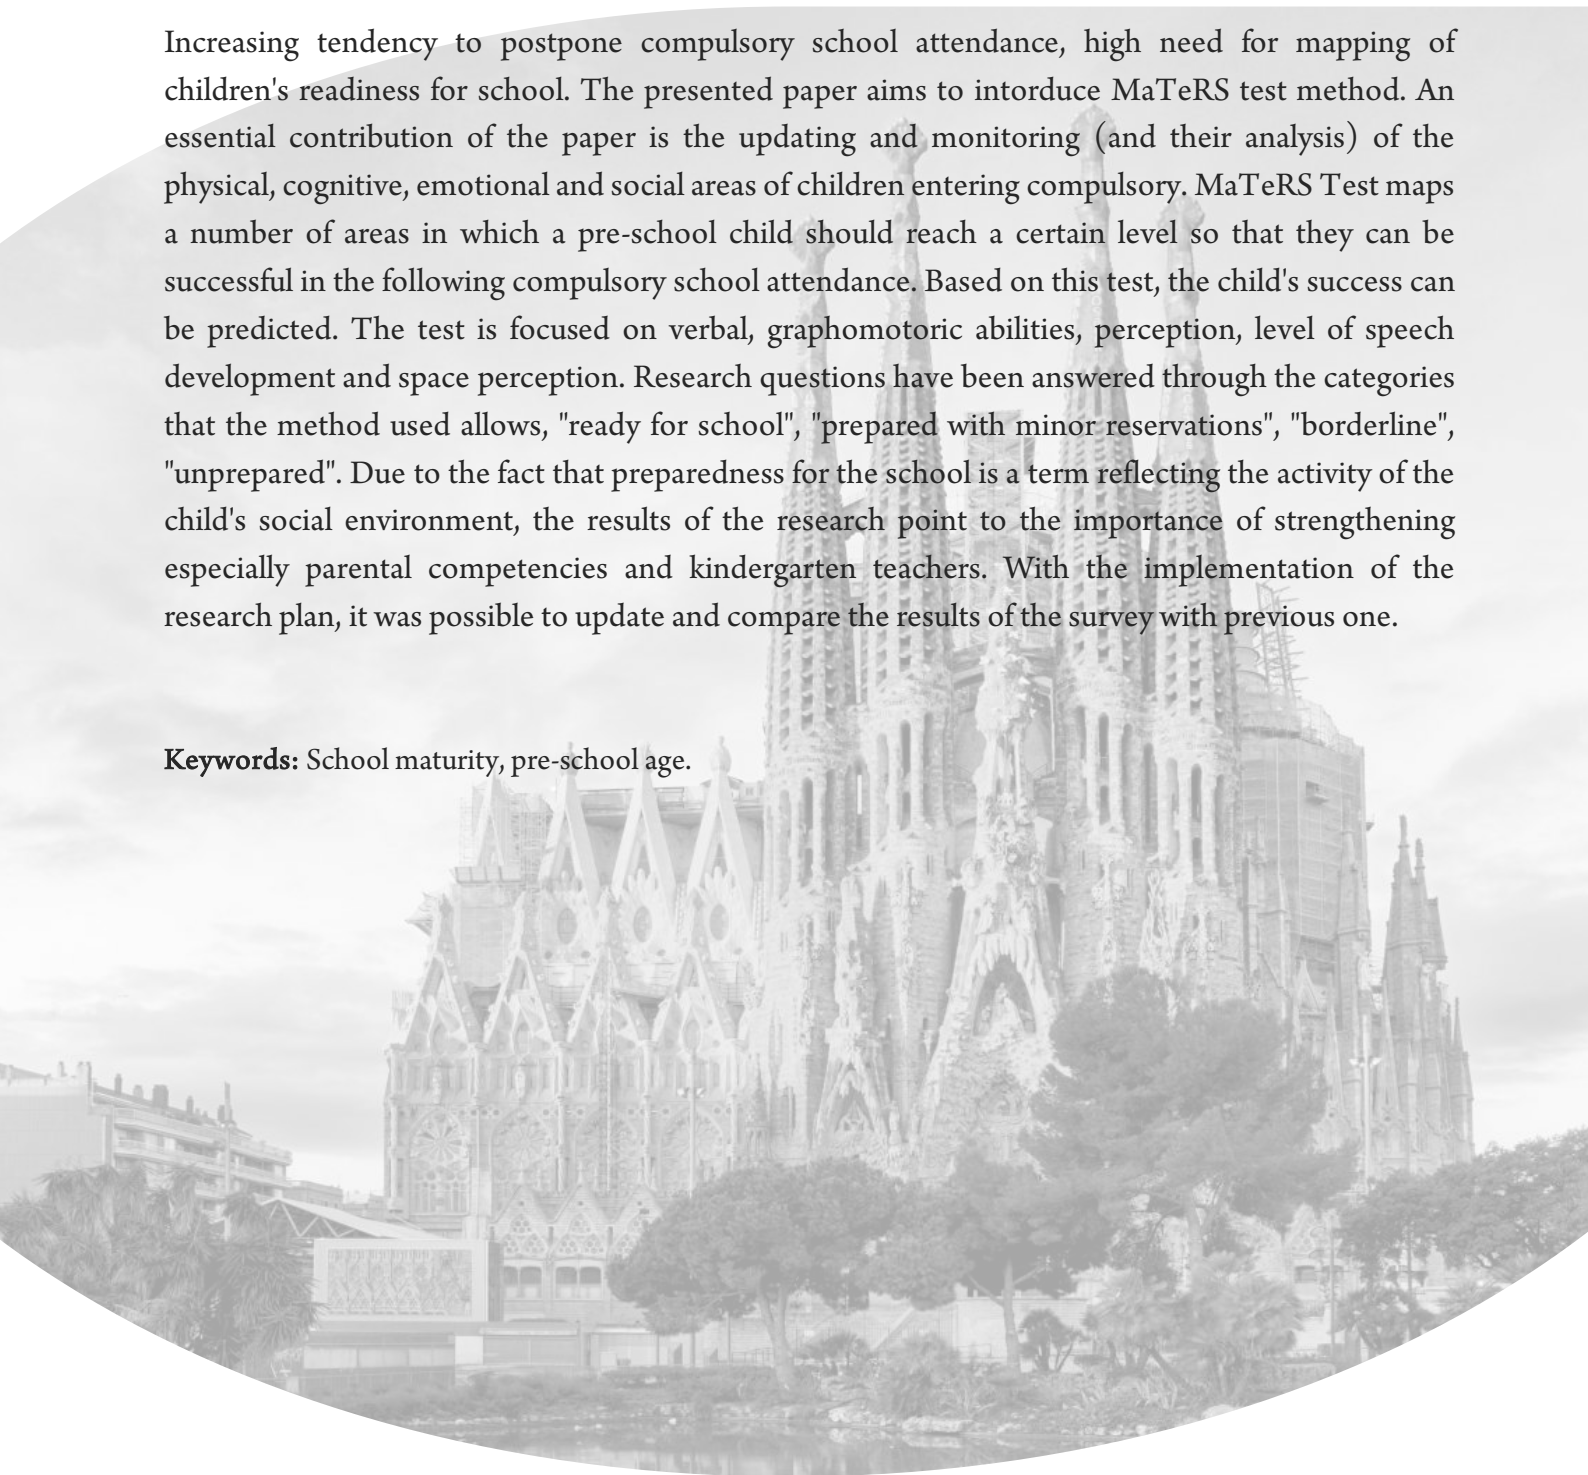 Increasing tendency to postpone compulsory school attendance, high need for mapping of
children's readiness for school. The presented paper aims to intorduce MaTeRS test method. An
essential contribution of the paper is the updating and monitoring (and their analysis) of the
physical, cognitive, emotional and social areas of children entering compulsory. MaTeRS Test maps
a number of areas in which a pre-school child should reach a certain level so that they can be
successful in the following compulsory school attendance. Based on this test, the child's success can
be predicted. The test is focused on verbal, graphomotoric abilities, perception, level of speech
development and space perception. Research questions have been answered through the categories
that the method used allows, "ready for school", "prepared with minor reservations", "borderline",
"unprepared". Due to the fact that preparedness for the school is a term reflecting the activity of the
child's social environment, the results of the research point to the importance of strengthening
especially parental competencies and kindergarten teachers. With the implementation of the
research plan, it was possible to update and compare the results of the survey with previous one.
Keywords: School maturity, pre-school age.